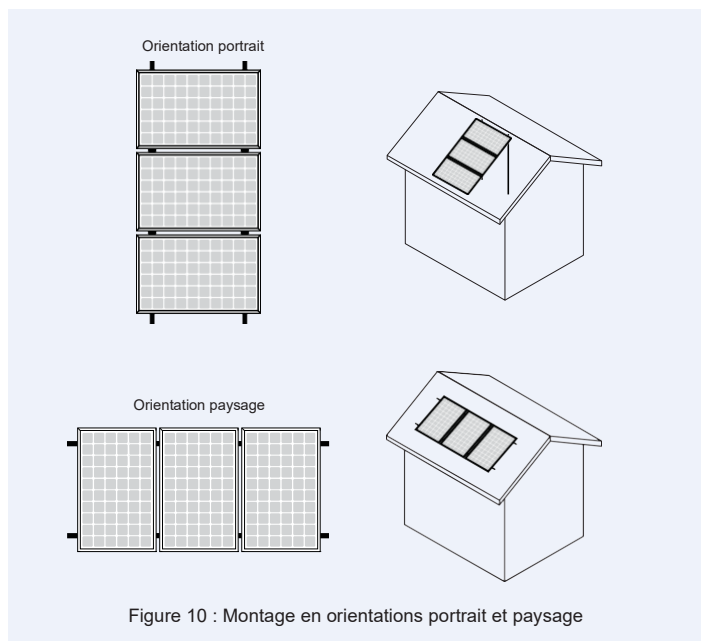 Orientation portrait
Orientation paysage
Figure 10 : Montage en orientations portrait et paysage